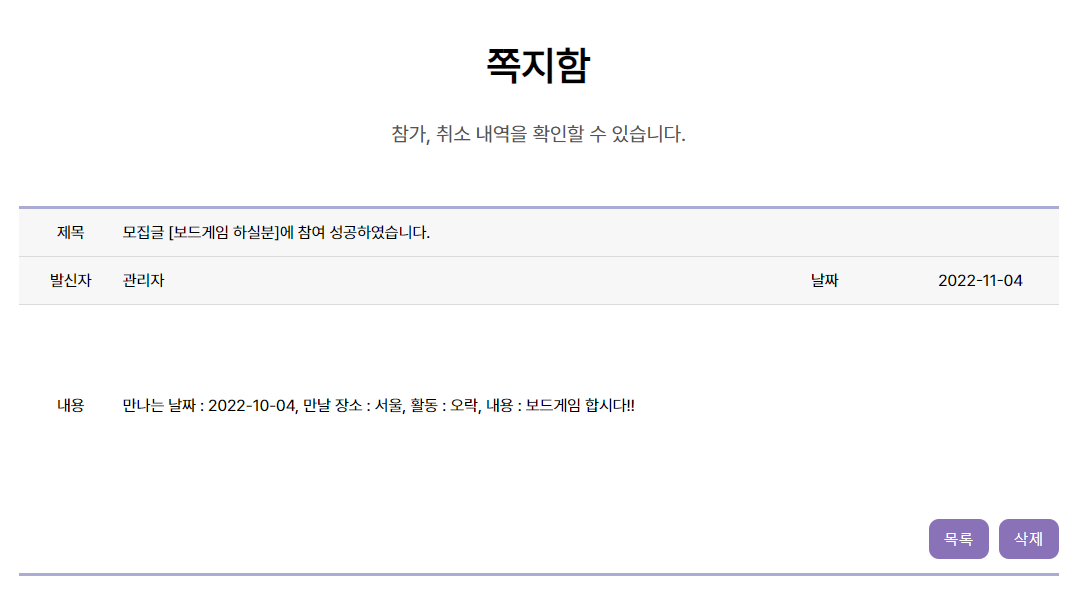 쪽지함
참가, 취소 내역을 확인할 수 있습니다.
제목 모집글 [보드게임 하실분]에 참여 성공하였습니다.
발신자 관리자 날짜 2022-11-04
내용 만나는 날짜 : 2022-10-04, 만날 장소 : 서울, 활동 : 오락, 내용 : 보드게임 합시다!!
목록 삭제